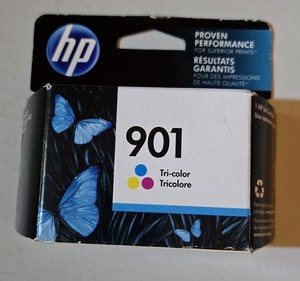 hp
PROVEN
PERFORMANCE
FOR SUPERIOR PRINTS*
RÉSULTATS
GARANTIS
POUR DES IMPRESSIONS
DE HAUTE QUALITÉ*
901
Tri-color
Tricolore